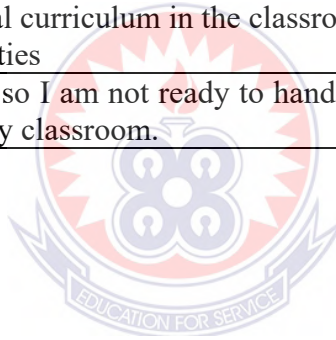 al curriculum in the classro
ties
so I am not ready to hand
y classroom.
EDUCATION FOR SERVICE